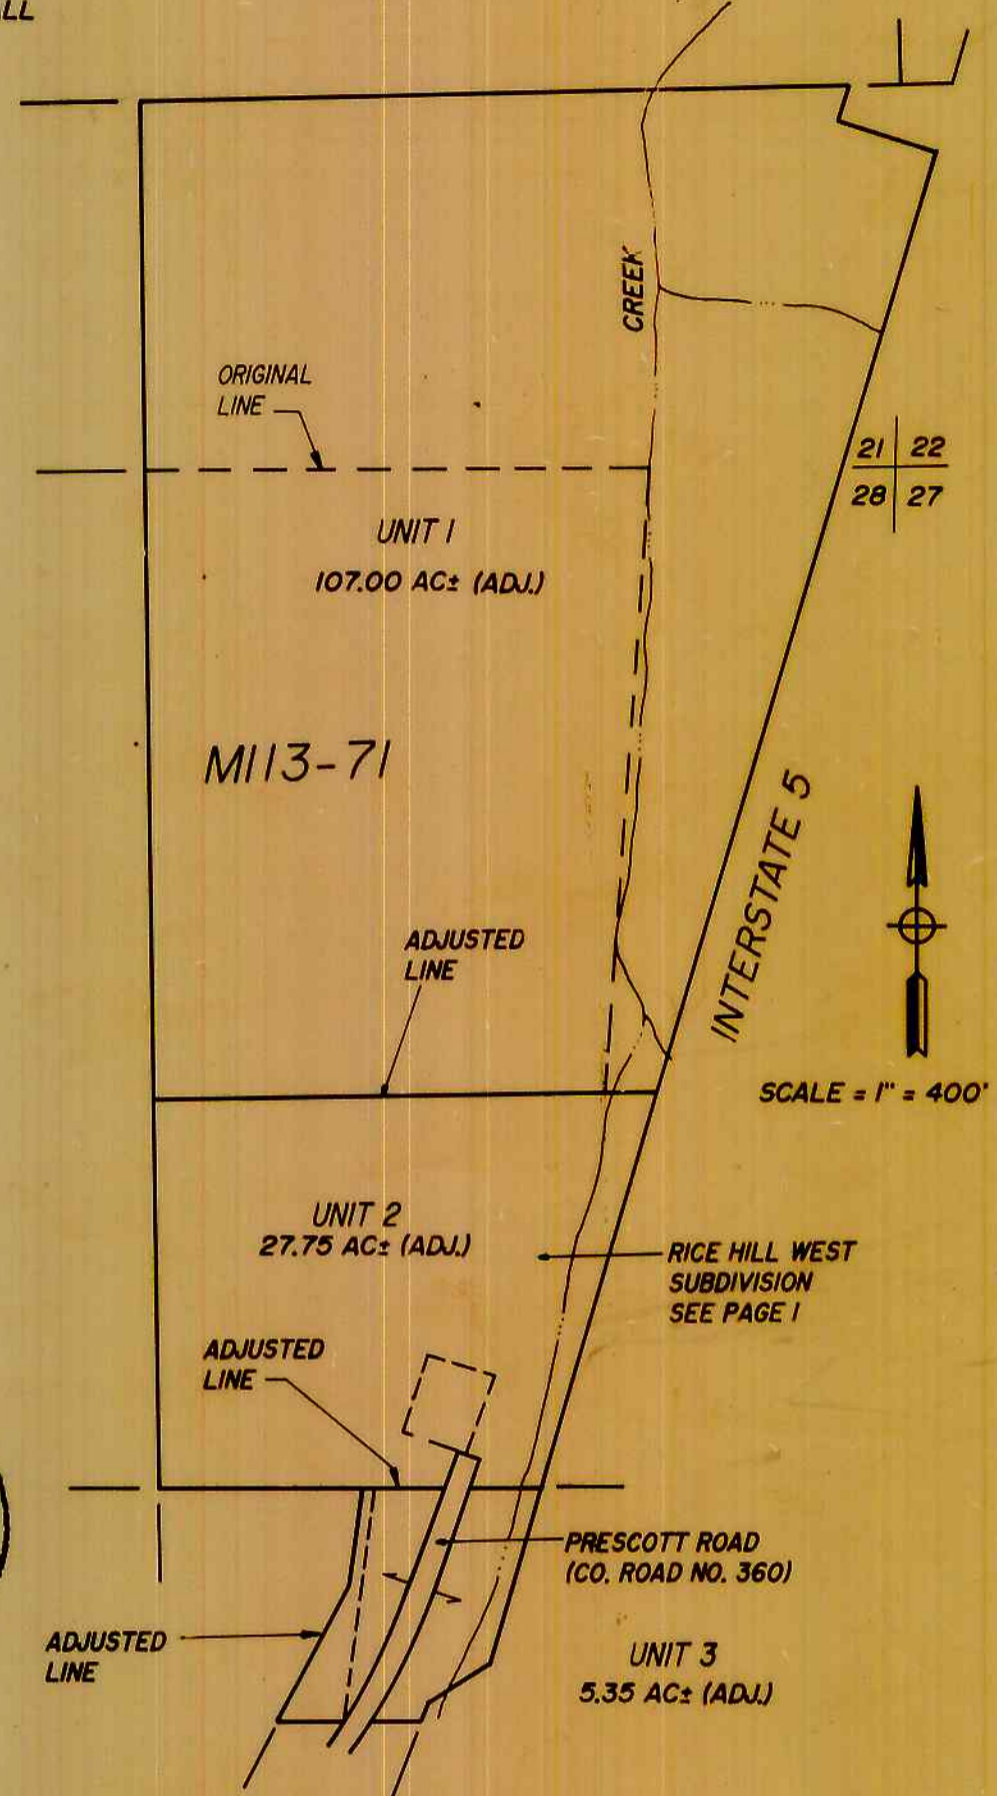 CREEK
ORIGINAL
LINE
21 22
28 27
UNIT 1
107.00 AC± (ADJ.)
M113-71
INTERSTATE 5
ADJUSTED
LINE
SCALE = 1" = 400'
UNIT 2
27.75 AC± (ADJ.)
RICE HILL WEST
SUBDIVISION
SEE PAGE 1
ADJUSTED
LINE
PRESCOTT ROAD
(CO. ROAD NO. 360)
ADJUSTED
LINE
UNIT 3
5.35 AC± (ADJ.)